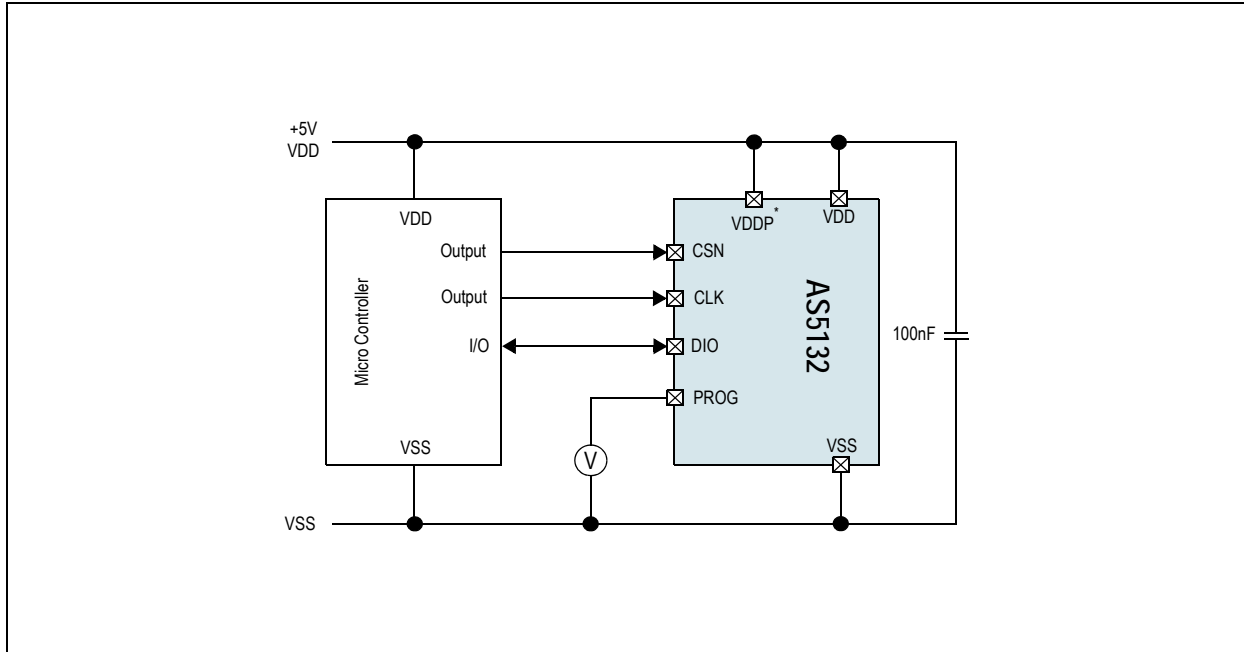 +5V
VDD
VDD
VDDP*
VDD
Output
CSN
Output
CLK
I/O
DIO
Micro Controller
AS5132
100nF
PROG
VSS
VSS
V
VSS